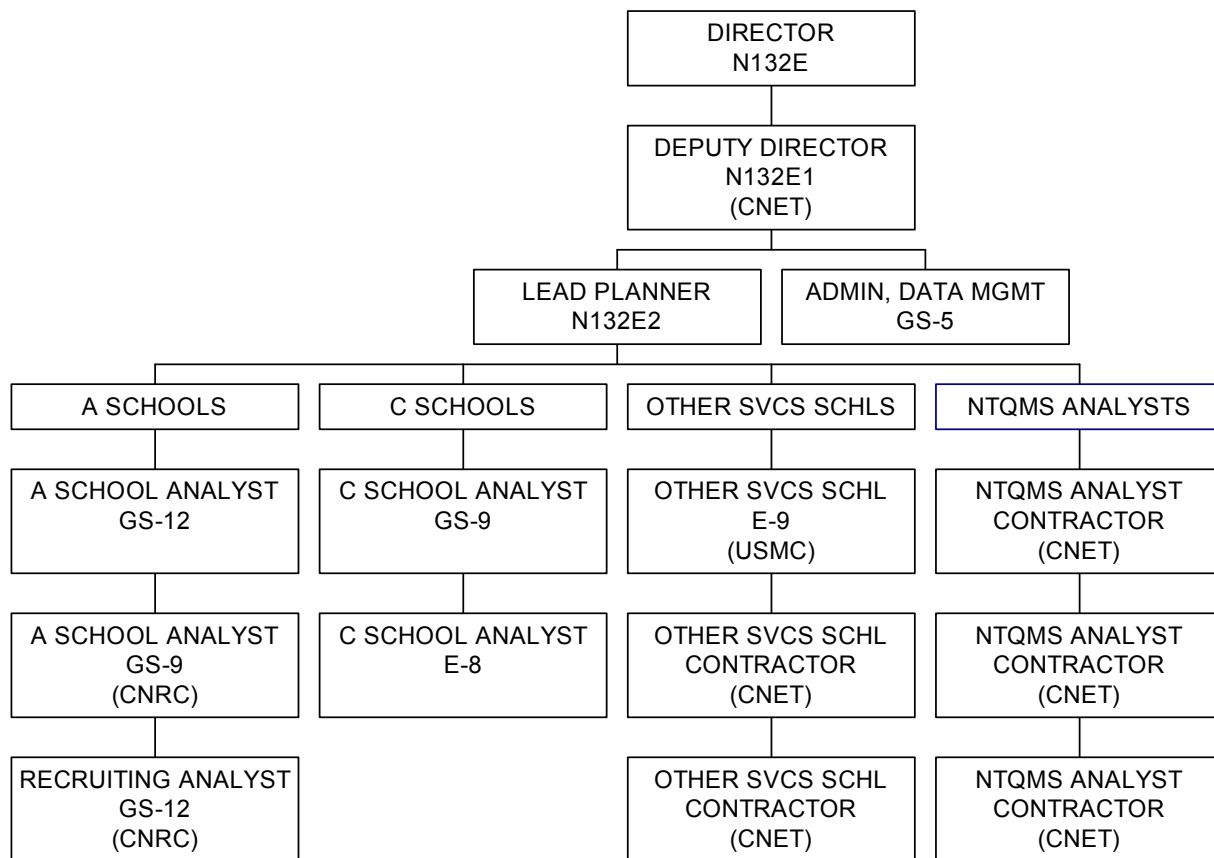 DIRECTOR
N132E
DEPUTY DIRECTOR
N132E1
(CNET)
LEAD PLANNER
N132E2
ADMIN, DATA MGMT
GS-5
A SCHOOLS
C SCHOOLS
OTHER SVCS SCHLS
NTQMS ANALYSTS
A SCHOOL ANALYST
GS-12
C SCHOOL ANALYST
GS-9
OTHER SVCS SCHL
E-9
(USMC)
NTQMS ANALYST
CONTRACTOR
(CNET)
A SCHOOL ANALYST
GS-9
(CNRC)
C SCHOOL ANALYST
E-8
OTHER SVCS SCHL
CONTRACTOR
(CNET)
NTQMS ANALYST
CONTRACTOR
(CNET)
RECRUITING ANALYST
GS-12
(CNRC)
OTHER SVCS SCHL
CONTRACTOR
(CNET)
NTQMS ANALYST
CONTRACTOR
(CNET)